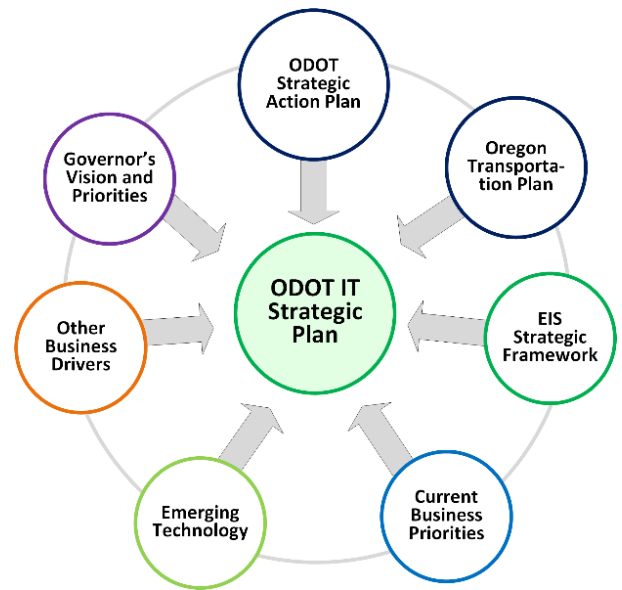 ODOT
Strategic
Action Plan
Oregon
Transporta-
tion Plan
EIS
Strategic
Framework
Current
Business
Priorities
Emerging
Technology
Other
Business
Drivers
Governor's
Vision and
Priorities
ODOT IT
Strategic
Plan